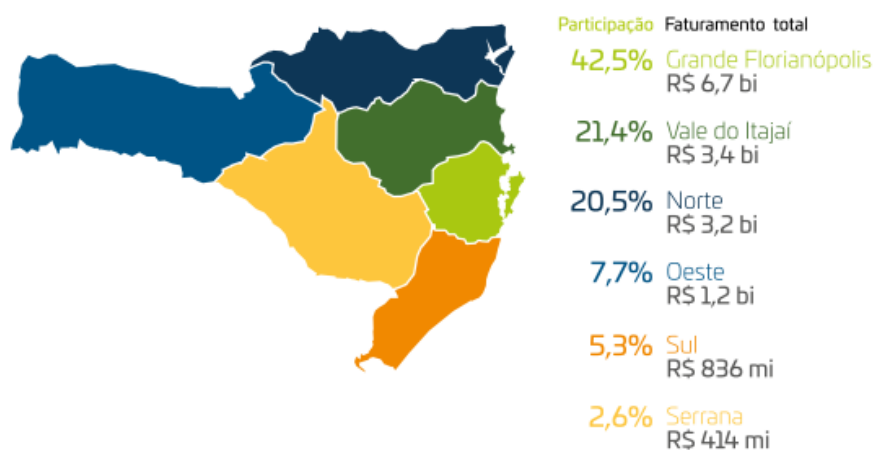 Participação Faturamento total
42,5% Grande Florianópolis
R$ 6,7 bi
21,4% Vale do Itajaí
R$ 3,4 bi
20,5% Norte
R$ 3,2 bi
7,7% Oeste
R$ 1,2 bi
5,3% Sul
R$ 836 mi
2,6% Serrana
R$ 414 mi